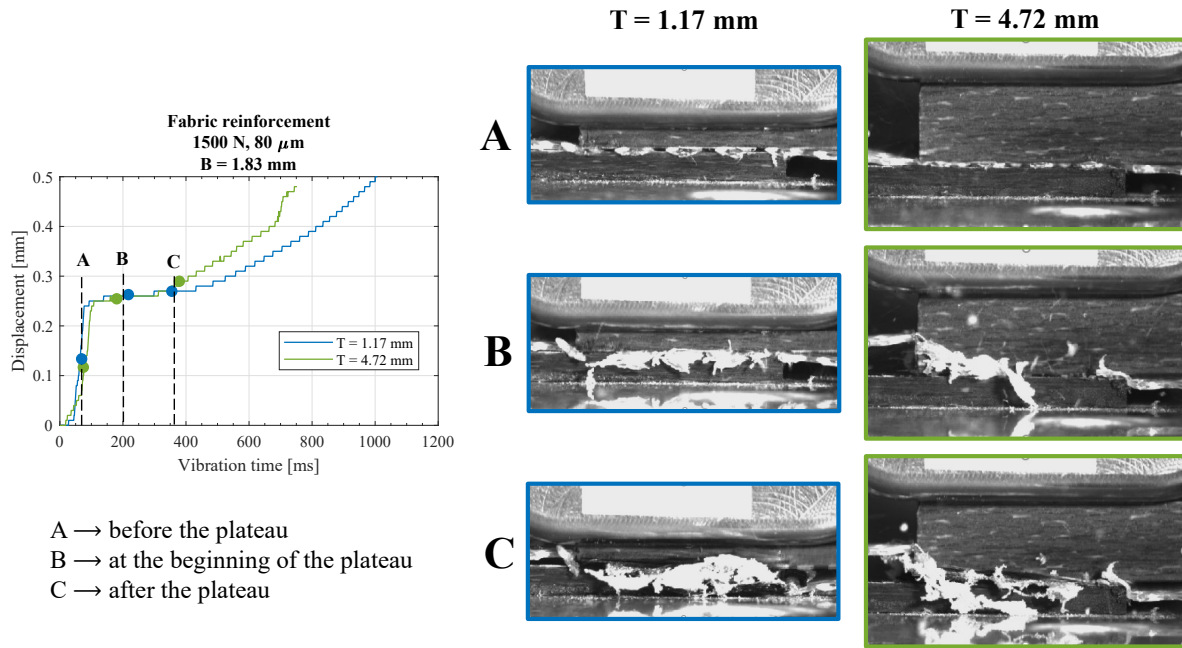 T = 1.17 mm
T = 4.72 mm
Fabric reinforcement
1500 N, 80 μm
B = 1.83 mm
Displacement [mm]
0.5
0.4
0.3
0.2
0.1
0
A
B
C
T = 1.17 mm
T = 4.72 mm
0 200 400 600 800 1000 1200
Vibration time [ms]
A → before the plateau
B → at the beginning of the plateau
C → after the plateau
A
B
C